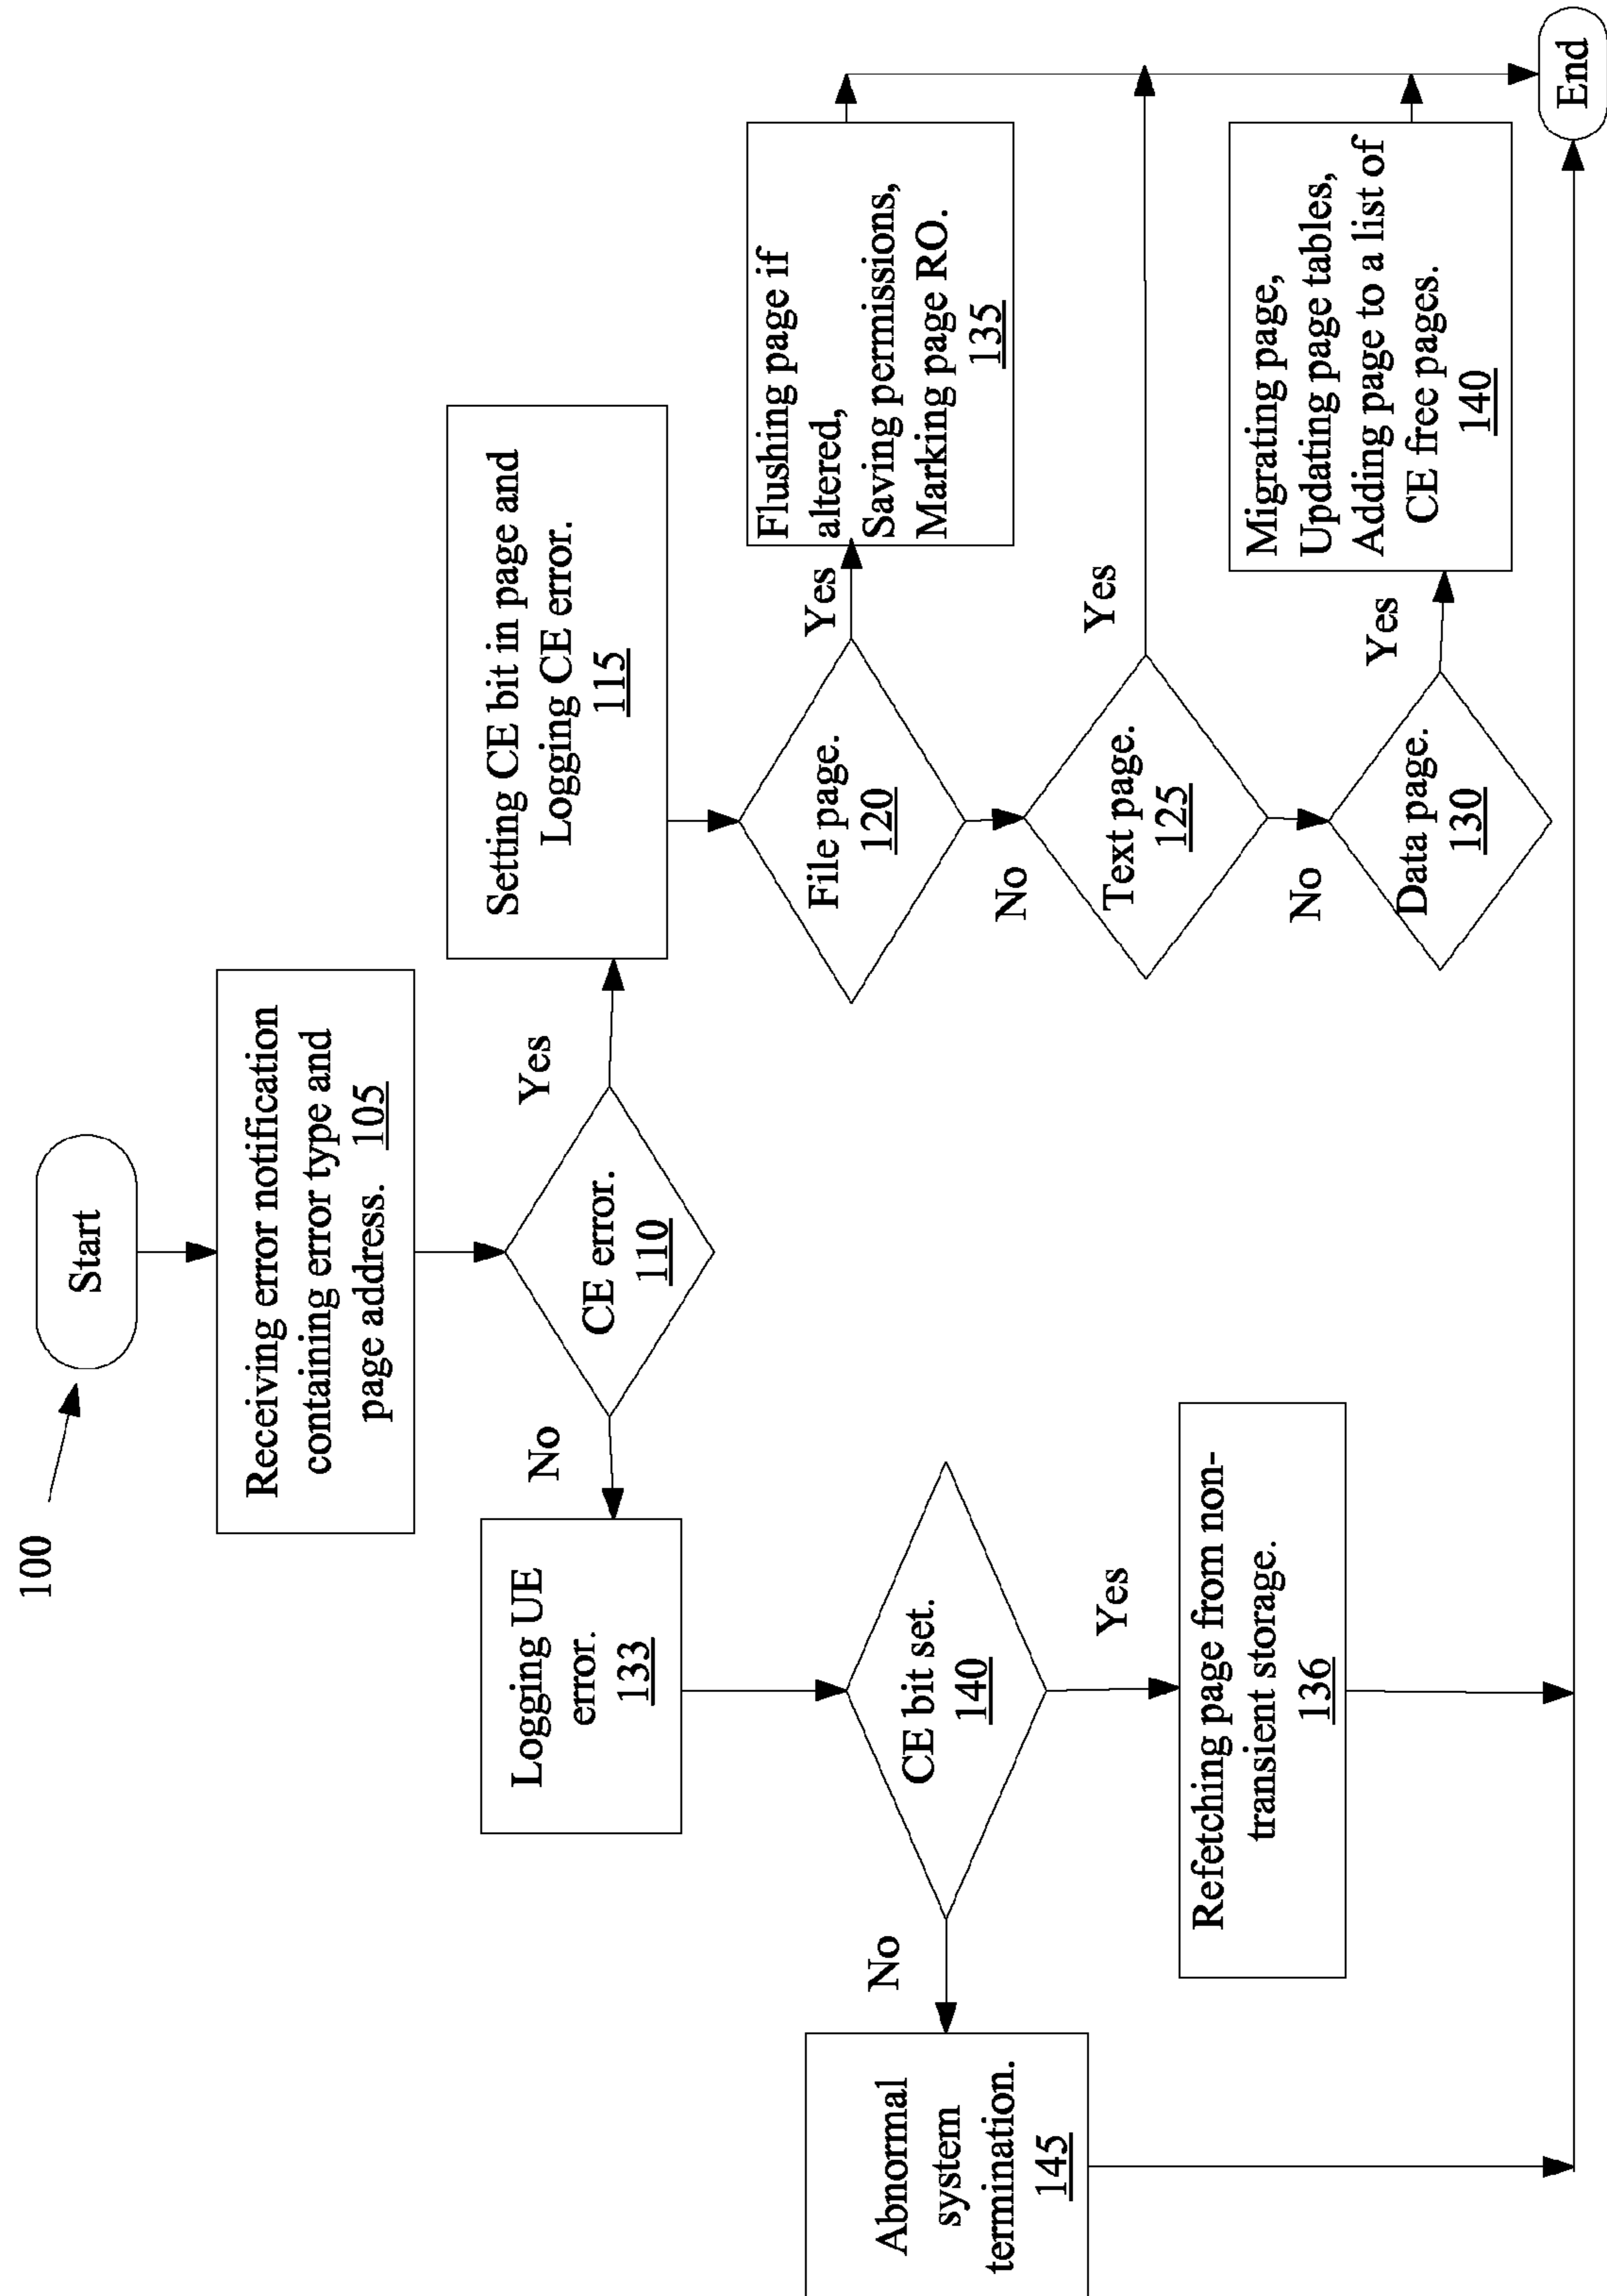 100
Start
Receiving error notification
containing error type and
page address. 105
CE error.
110
Yes
No
Setting CE bit in page and
Logging CE error.
115
Logging UE
error.
133
File page.
120
Yes
No
Flushing page if
altered,
Saving permissions,
Marking page RO.
135
CE bit set.
140
No
Yes
Abnormal
system
termination.
145
Text page.
125
Yes
No
Refetching page from non-
transient storage.
136
Data page.
130
Yes
Migrating page,
Updating page tables,
Adding page to a list of
CE free pages.
140
End